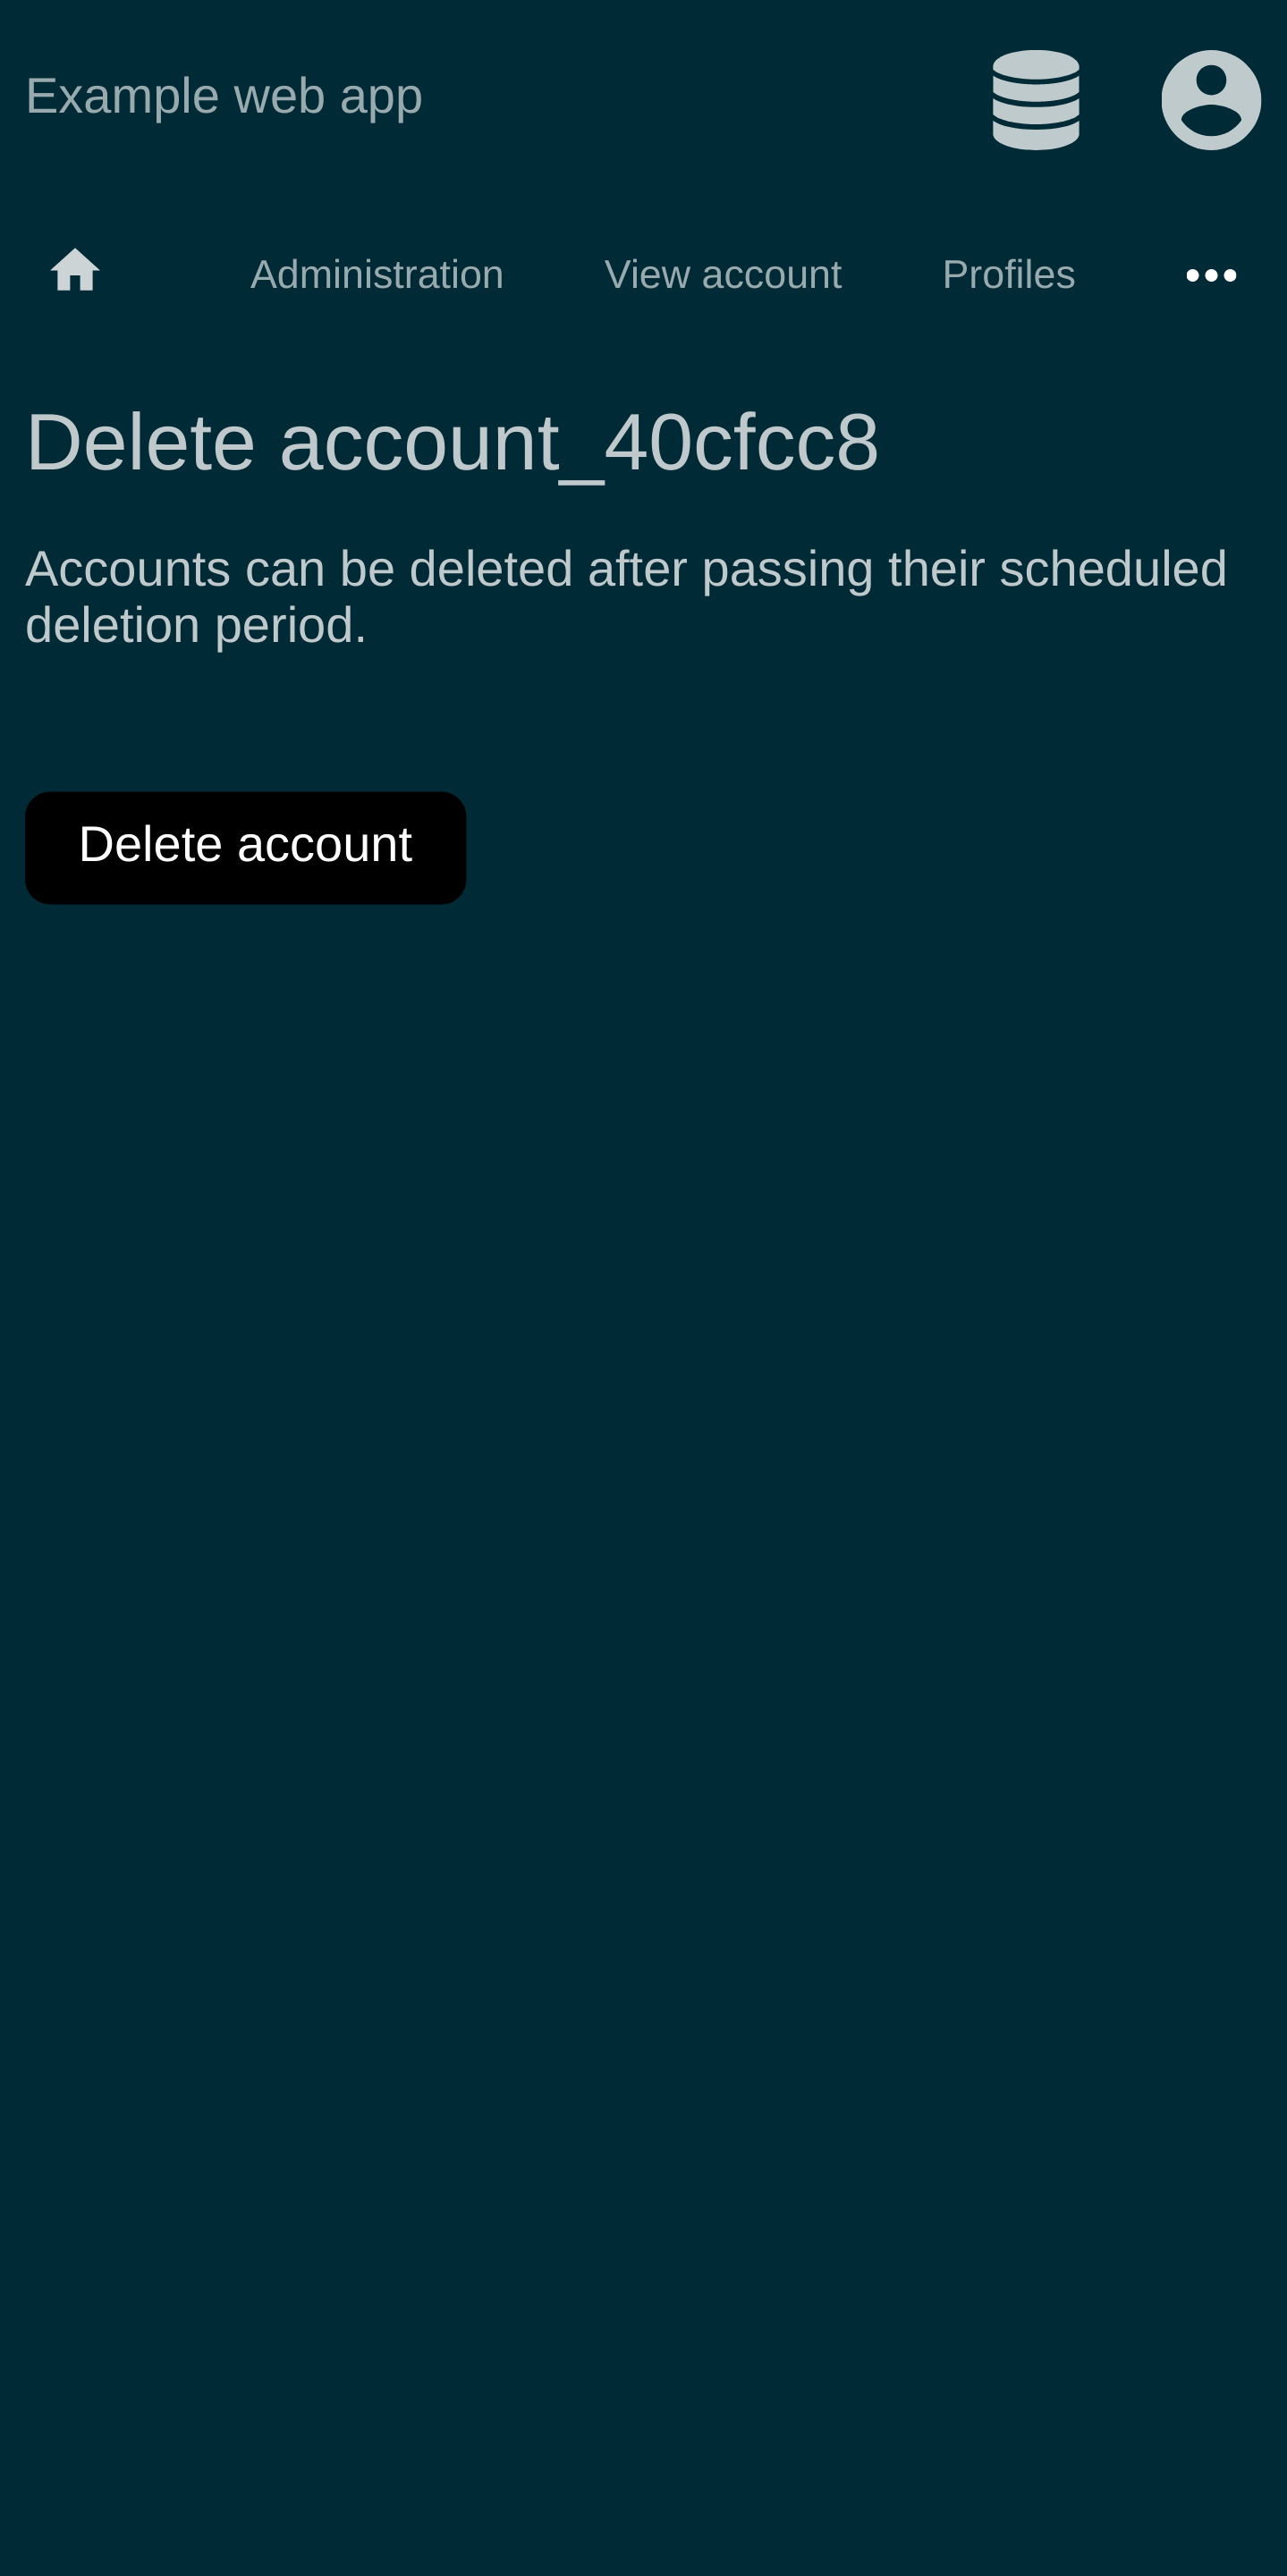 Example web app
Administration View account Profiles
Delete account_40cfcc8
Accounts can be deleted after passing their scheduled
deletion period.
Delete account